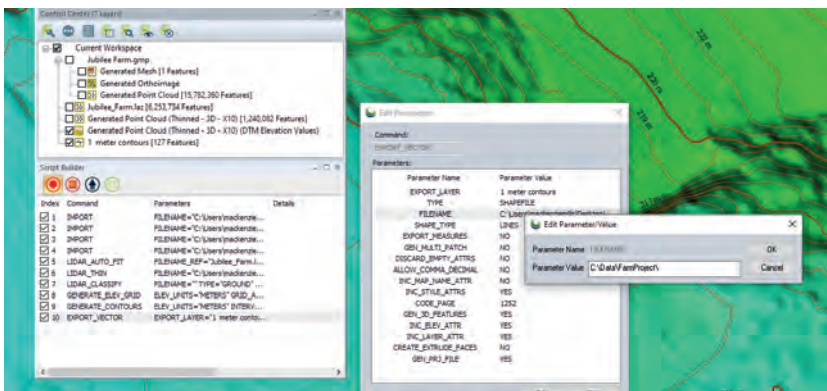 Control Center (7 Layers)
Current Workspace
Jubilee Farm.gmp
Generated Mesh [1 Features]
Generated Orthoimage
Generated Point Cloud [15,782,360 Features]
Jubilee_Farm.laz [6,253,734 Features]
Generated Point Cloud (Thinned - 3D - X10) [1,240,082 Features]
Generated Point Cloud (Thinned - 3D - X10) (DTM Elevation Values)
1 meter contours [127 Features]
Script Builder
Index Command Parameters Details
1 IMPORT FILENAME="C:\Users\mackenzie...
2 IMPORT FILENAME="C:\Users\mackenzie...
3 IMPORT FILENAME="C:\Users\mackenzie...
4 IMPORT FILENAME="C:\Users\mackenzie...
5 LIDAR_AUTO_FIT FILENAME_REF="Jubilee_Farm.l...
6 LIDAR_THIN FILENAME="C:\Users\mackenzie...
7 LIDAR_CLASSIFY FILENAME="" TYPE="GROUND" ...
8 GENERATE_ELEV_GRID ELEV_UNITS="METERS" GRID_A...
9 GENERATE_CONTOURS ELEV_UNITS="METERS" INTERV...
10 EXPORT_VECTOR EXPORT_LAYER="1 meter conto...
Edit Parameters
Command:
EXPORT_VECTOR
Parameters:
Parameter Name Parameter Value
EXPORT_LAYER 1 meter contours
TYPE SHAPEFILE
FILENAME
SHAPE_TYPE LINES
EXPORT_MEASURES NO
GEN_MULTI_PATCH NO
DISCARD_EMPTY_ATTRS NO
ALLOW_COMMA_DECIMAL NO
INC_MAP_NAME_ATTR NO
INC_STYLE_ATTRS YES
CODE_PAGE 1252
GEN_3D_FEATURES YES
INC_ELEV_ATTR YES
INC_LAYER_ATTR YES
CREATE_EXTRUDE_FACES NO
GEN_PRJ_FILE YES
Edit Parameter/Value
Parameter Name FILENAME OK
Parameter Value C:\Data\FarmProject\ Cancel
222 m
220 m
219 m